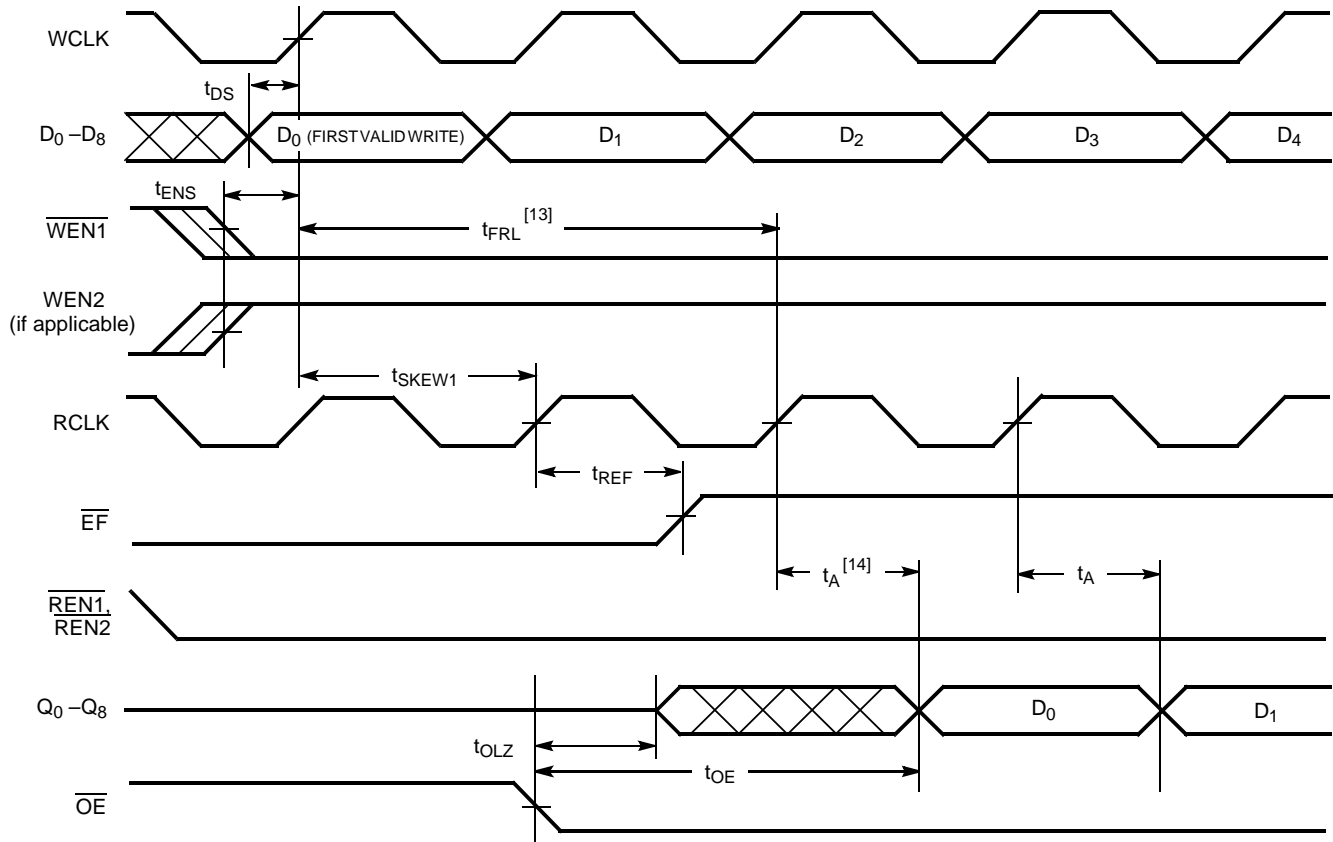 WCLK
tDS
D0 –D8
D0 (FIRST VALID WRITE)
D1
D2
D3
D4
tENS
WEN1
tFRL [13]
WEN2
(if applicable)
tSKEW1
RCLK
tREF
EF
tA [14]
tA
REN1,
REN2
Q0 –Q8
D0
D1
tOLZ
tOE
OE